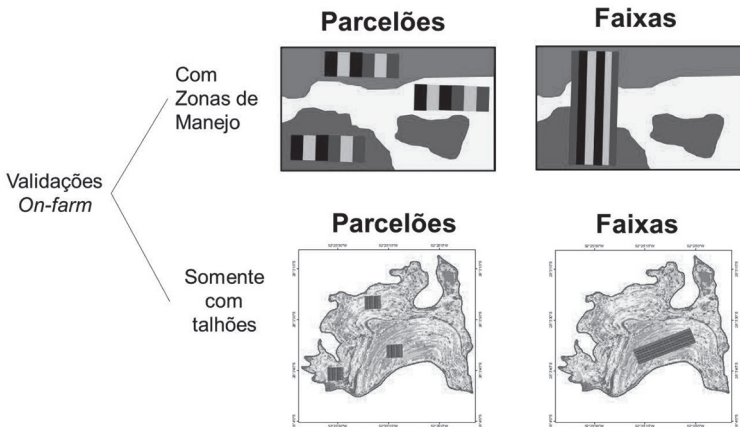 Parcelões
Faixas
Com
Zonas de
Manejo
Validações
On-farm
Parcelões
Faixas
Somente
com
talhões